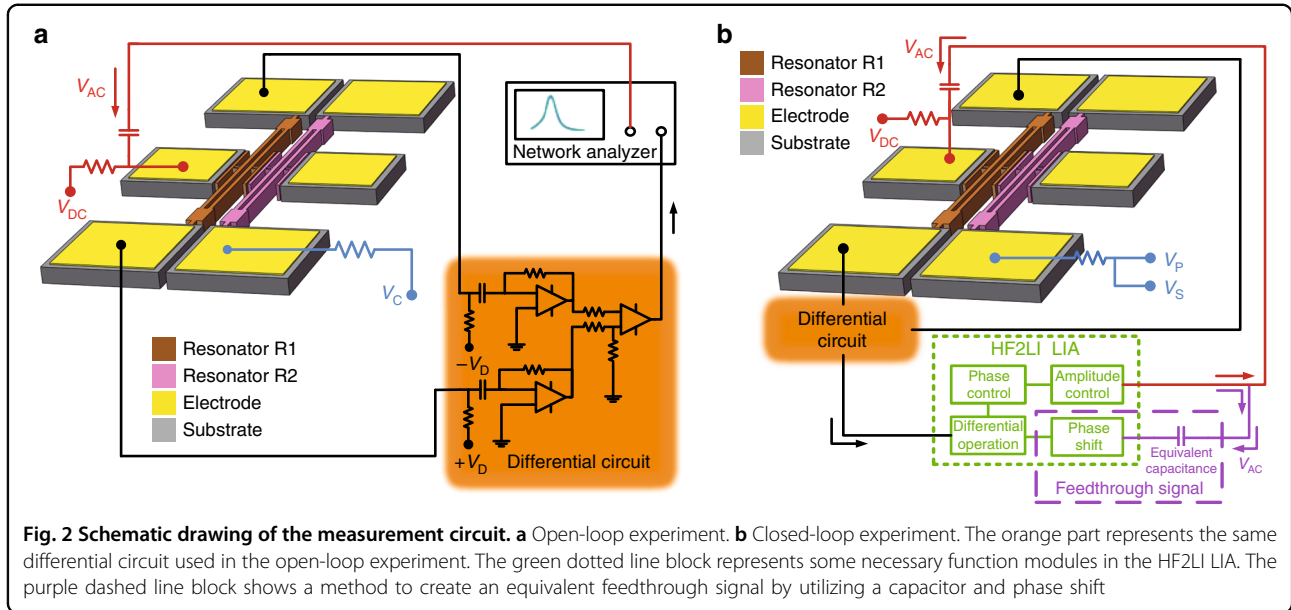 a
V_AC
V_DC
V_C
Network analyzer
−V_D
+V_D
Differential circuit
Resonator R1
Resonator R2
Electrode
Substrate
b
Resonator R1
Resonator R2
Electrode
Substrate
V_AC
V_DC
V_P
V_S
Differential
circuit
HF2LI LIA
Phase
control
Amplitude
control
Differential
operation
Phase
shift
Equivalent
capacitance
V_AC
Feedthrough signal
Fig. 2 Schematic drawing of the measurement circuit. a Open-loop experiment. b Closed-loop experiment. The orange part represents the same
differential circuit used in the open-loop experiment. The green dotted line block represents some necessary function modules in the HF2LI LIA. The
purple dashed line block shows a method to create an equivalent feedthrough signal by utilizing a capacitor and phase shift